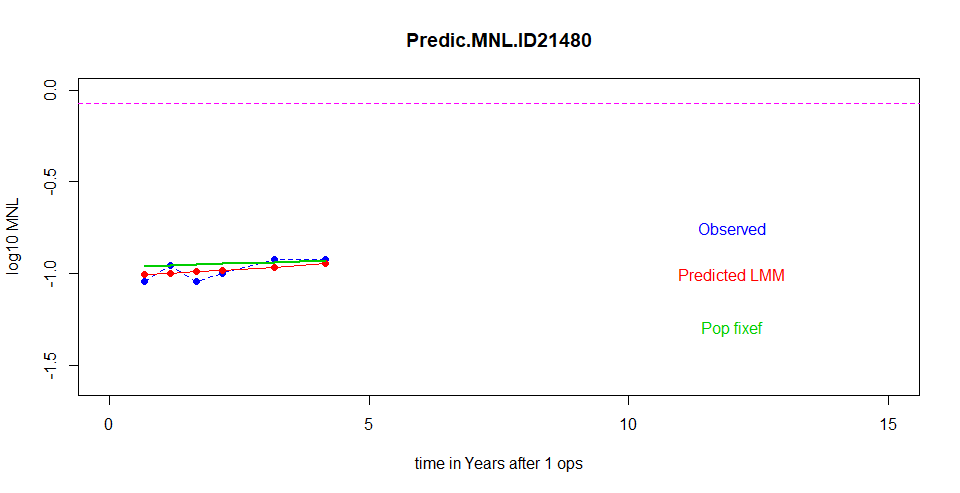 Predic.MNL.ID21480
0.0
-0.5
-1.0
-1.5
log10 MNL
Observed
Predicted LMM
Pop fixef
0 5 10 15
time in Years after 1 ops